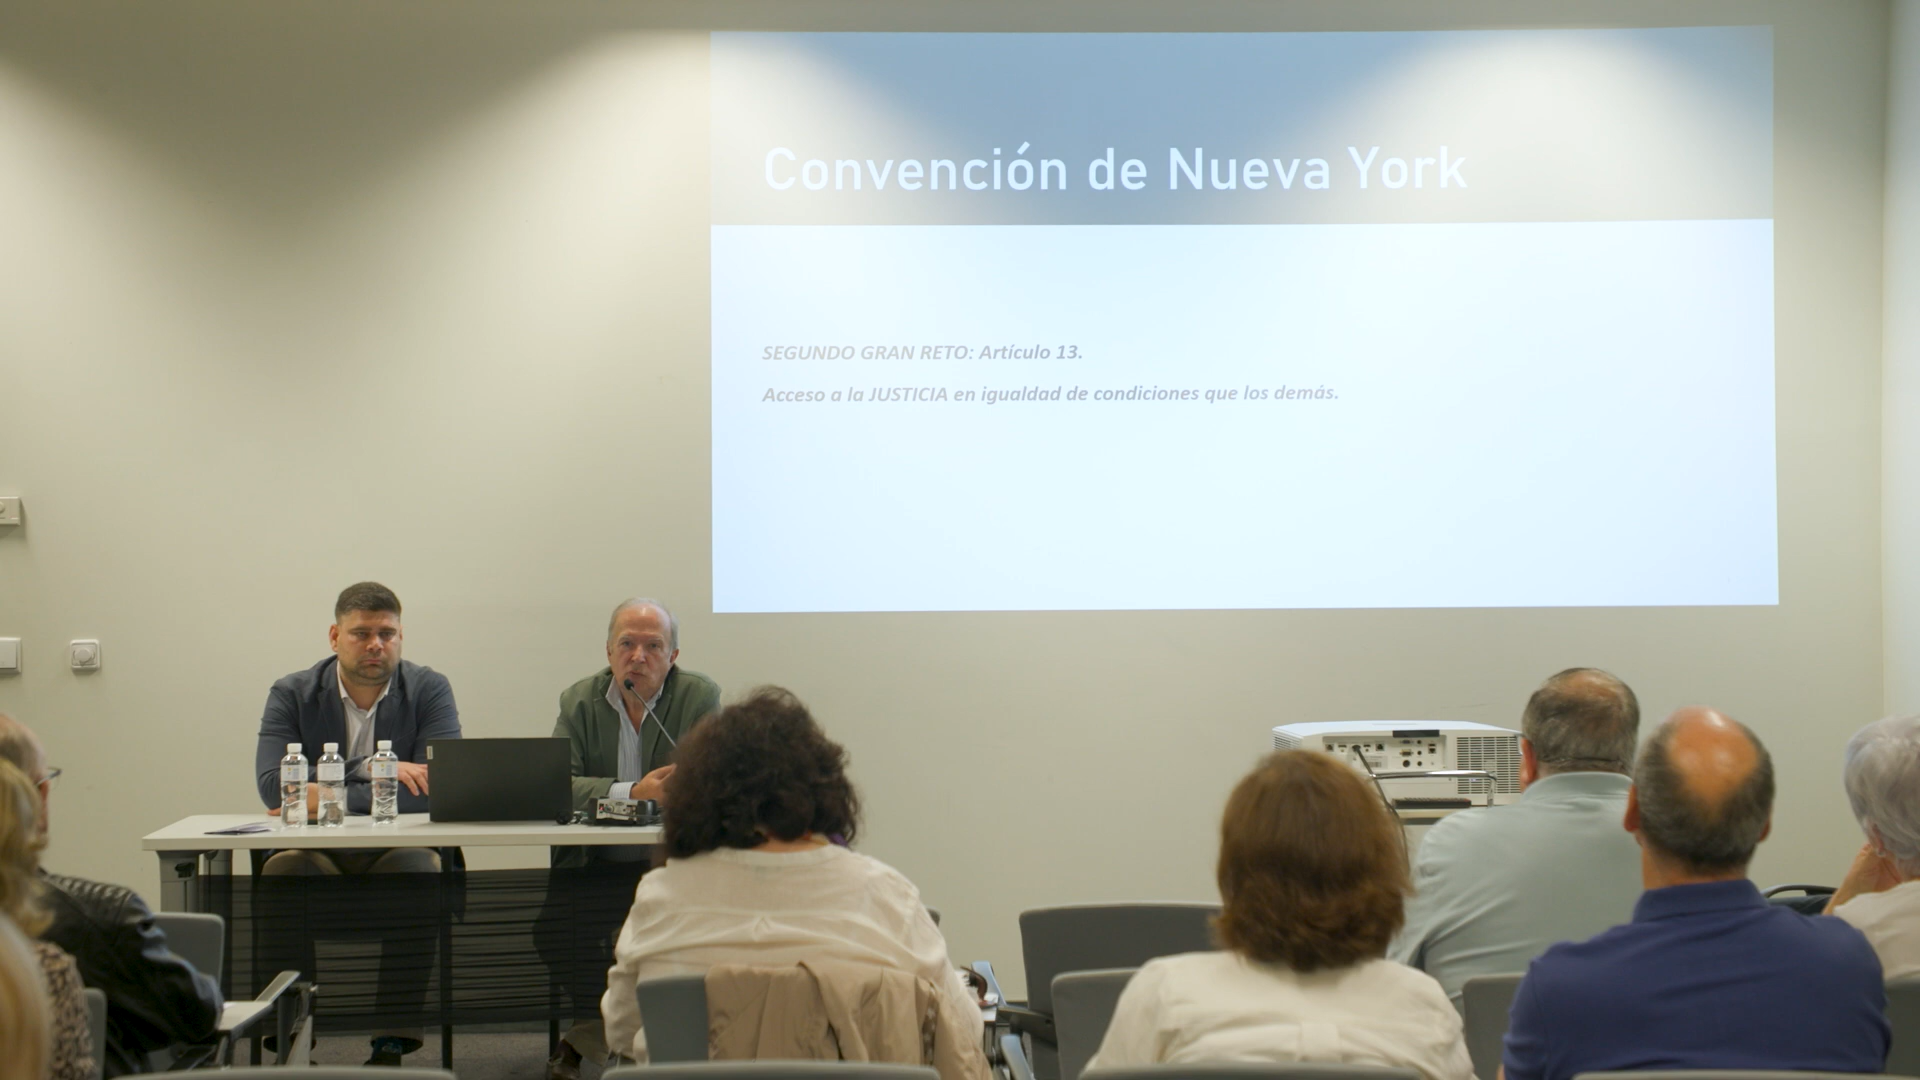 Convención de Nueva York
SEGUNDO GRAN RETO: Artículo 13.
Acceso a la JUSTICIA en igualdad de condiciones que los demás.